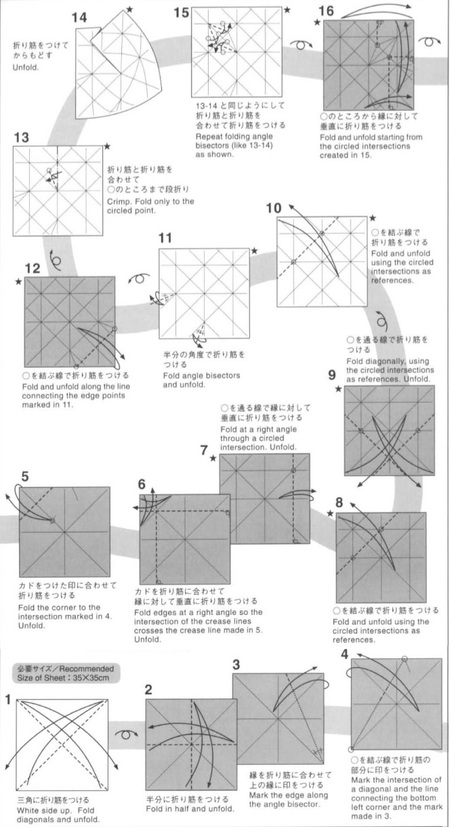 14
折り筋をつけて
からもどす
Unfold.
15
13-14 と同じようにして
折り筋と折り筋を
合わせて折り筋をつける
Repeat folding angle
bisectors (like 13-14)
as shown.
16
○のところから縁に対して
垂直に折り筋をつける
Fold and unfold starting from
the circled intersections
created in 15.
13
折り筋と折り筋を
合わせて
○のところまで段折り
Crimp. Fold only to the
circled point.
12
○を結ぶ線で折り筋をつける
Fold and unfold along the line
connecting the edge points
marked in 11.
11
半分の角度で折り筋を
つける
Fold angle bisectors
and unfold.
10
○を結ぶ線で
折り筋をつける
Fold and unfold
using the circled
intersections as
references.
9
○を通る線で折り筋を
つける
Fold diagonally, using
the circled intersections
as references. Unfold.
5
カドをつけた印に合わせて
折り筋をつける
Fold the corner to the
intersection marked in 4.
Unfold.
6
カドを折り筋に合わせて
縁に対して垂直に折り筋をつける
Fold edges at a right angle so the
intersection of the crease lines
crosses the crease line made in 5.
Unfold.
7
○を通る線で縁に対して
垂直に折り筋をつける
Fold at a right angle
through a circled
intersection. Unfold.
8
○を結ぶ線で折り筋をつける
Fold and unfold using the
circled intersections as
references.
必要サイズ／Recommended
Size of Sheet：35×35cm
1
三角に折り筋をつける
White side up. Fold
diagonals and unfold.
2
半分に折り筋をつける
Fold in half and unfold.
3
縁を折り筋に合わせて
上の縁に印をつける
Mark the edge along
the angle bisector.
4
○を結ぶ線で折り筋の
部分に印をつける
Mark the intersection of
a diagonal and the line
connecting the bottom
left corner and the mark
made in 3.